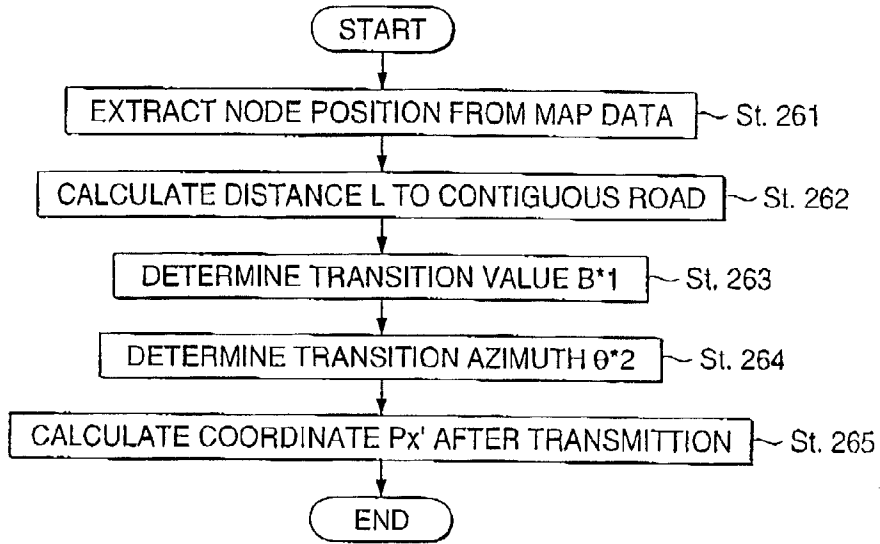 START
EXTRACT NODE POSITION FROM MAP DATA St. 261
CALCULATE DISTANCE L TO CONTIGUOUS ROAD St. 262
DETERMINE TRANSITION VALUE B*1 St. 263
DETERMINE TRANSITION AZIMUTH θ*2 St. 264
CALCULATE COORDINATE Px' AFTER TRANSMITTION St. 265
END